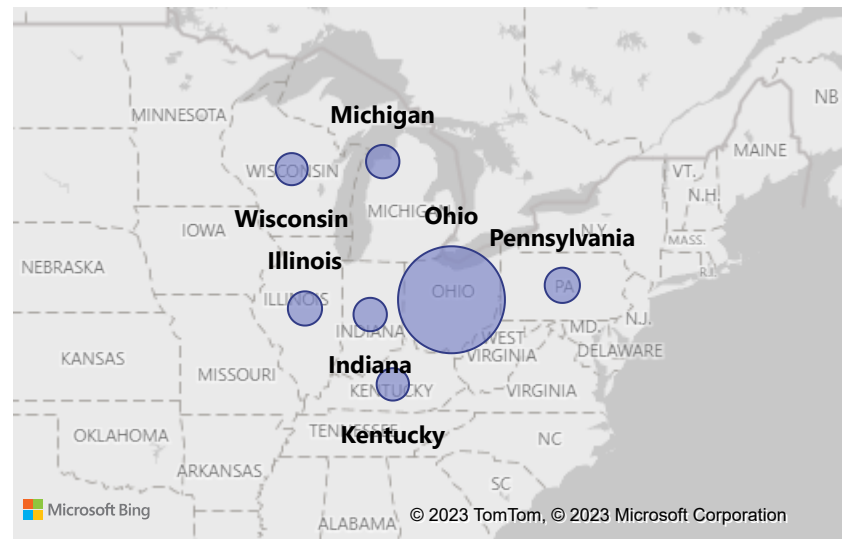 NB
MINNESOTA
Michigan
MAINE
WISCONSIN
VT.
N.H.
Wisconsin
MICHIGAN
Ohio
IOWA
N.Y.
Pennsylvania
MASS.
Illinois
NEBRASKA
R.I.
PA
OHIO
ILLINOIS
INDIANA
N.J.
MD.
WEST
VIRGINIA
DELAWARE
KANSAS
Indiana
MISSOURI
KENTUCKY
VIRGINIA
TENNESSEE
Kentucky
OKLAHOMA
NC
ARKANSAS
SC
Microsoft Bing
© 2023 TomTom, © 2023 Microsoft Corporation
ALABAMA